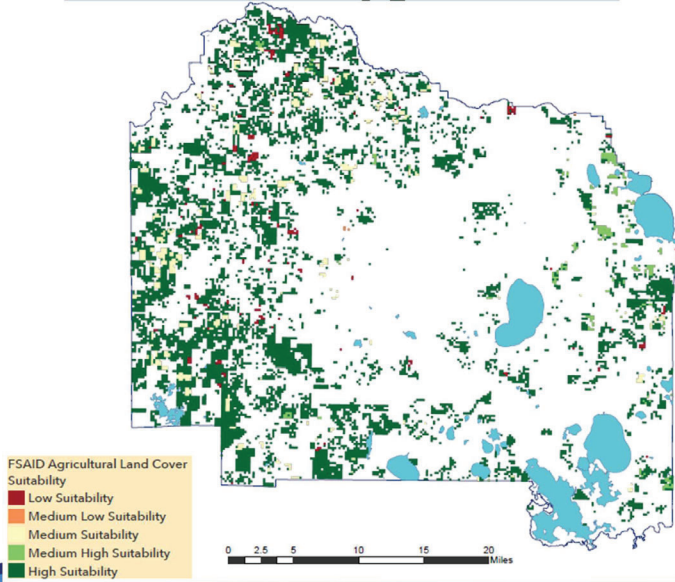 FSAID Agricultural Land Cover
Suitability
Low Suitability
Medium Low Suitability
Medium Suitability
Medium High Suitability
High Suitability
0 2.5 5 10 15 20
Miles